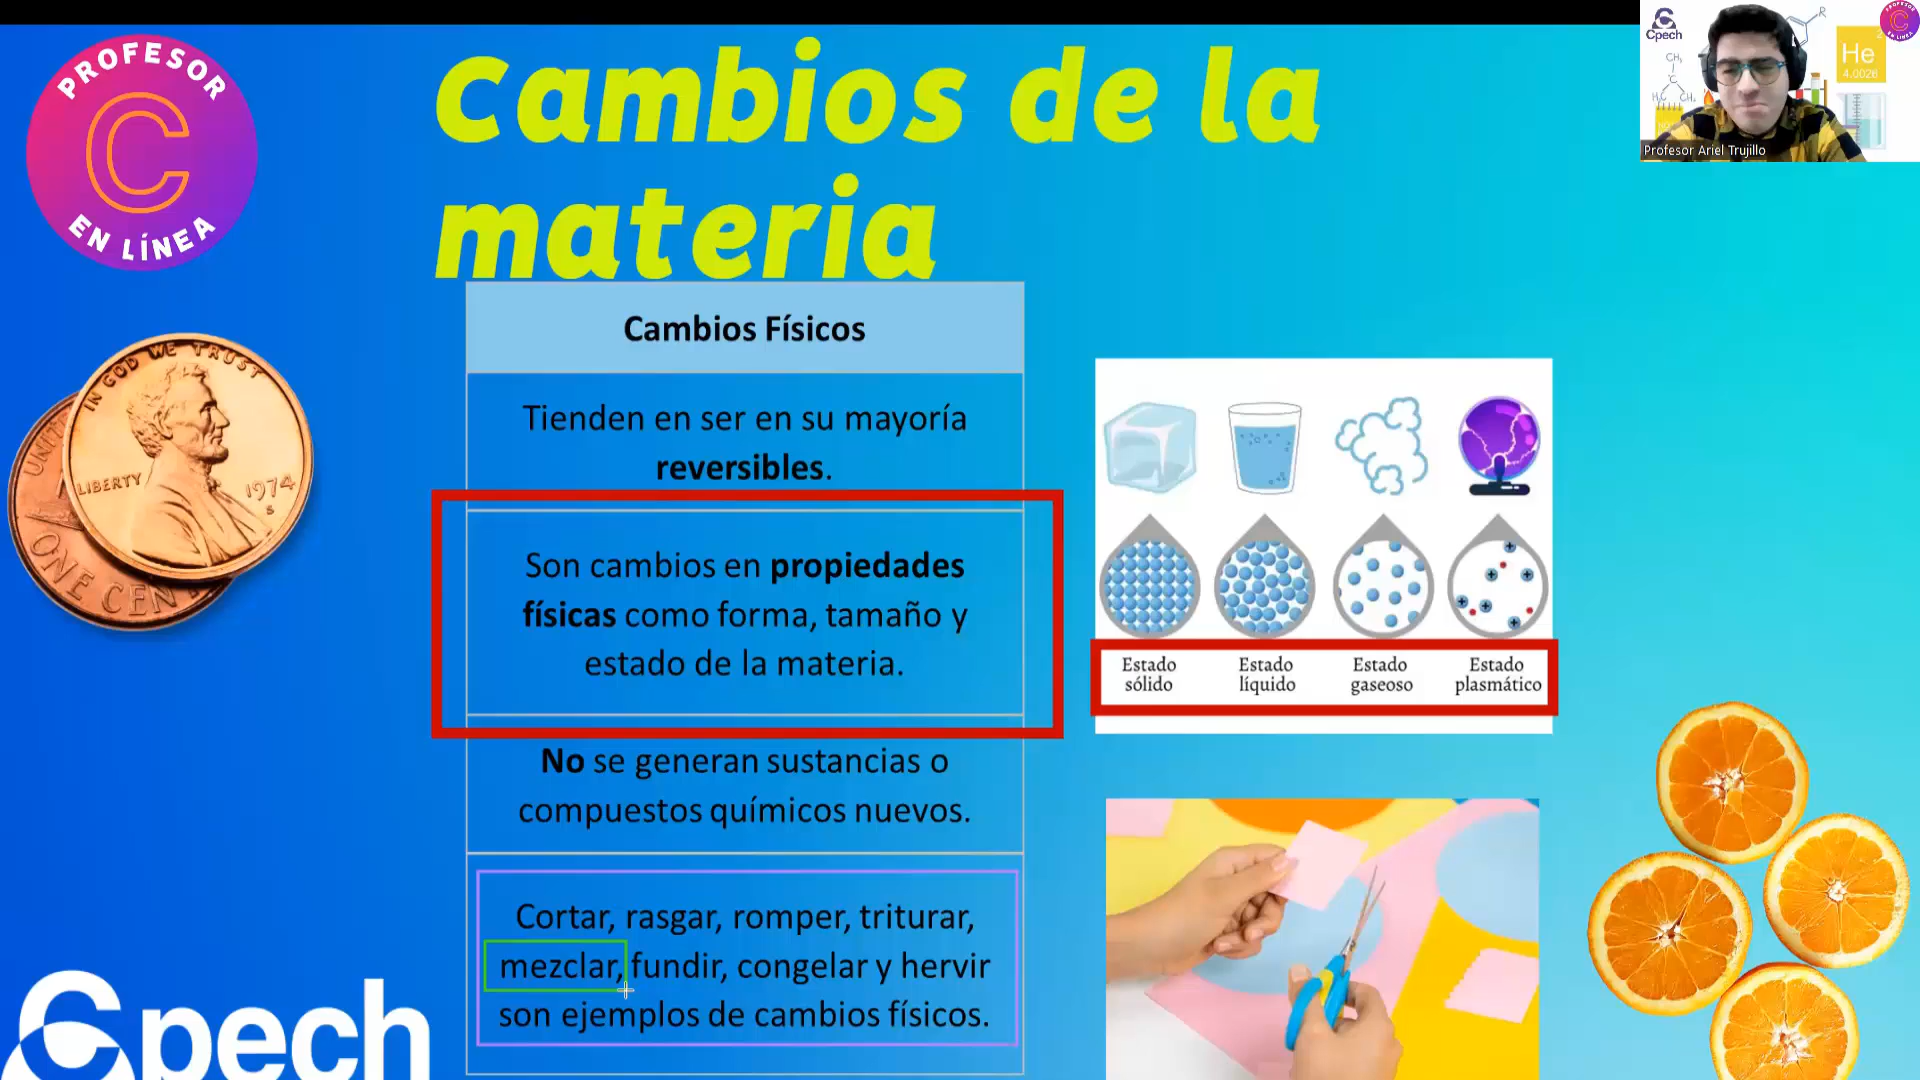 PROFESOR
C
EN LÍNEA
Cambios de la
materia
Cpech
CH₃
C
H₃C
CH₃
R
He
4.0026
Profesor Ariel Trujillo
IN GOD WE TRUST
LIBERTY
1974
S
ONE CEN
Cambios Físicos
Tienden en ser en su mayoría
reversibles.
Son cambios en propiedades
físicas como forma, tamaño y
estado de la materia.
No se generan sustancias o
compuestos químicos nuevos.
Cortar, rasgar, romper, triturar,
mezclar, fundir, congelar y hervir
son ejemplos de cambios físicos.
Estado
sólido
Estado
líquido
Estado
gaseoso
Estado
plasmático
Cpech